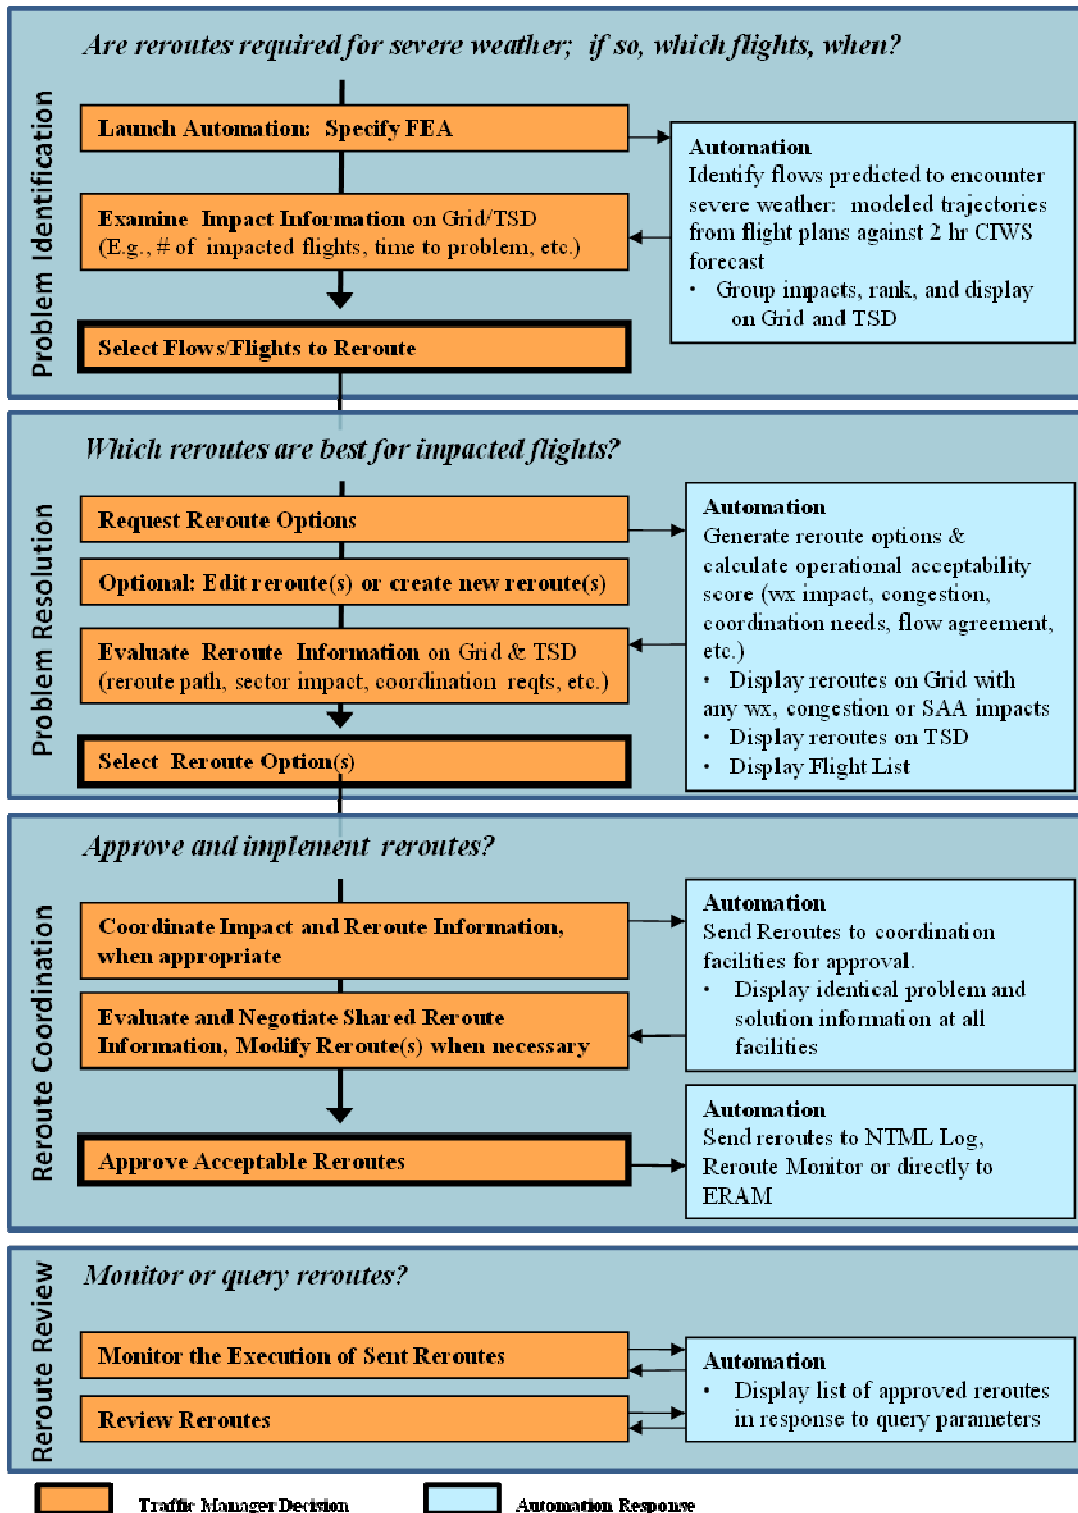 Are reroutes required for severe weather; if so, which flights, when?
Problem Identification
Launch Automation: Specify FEA
Automation
Identify flows predicted to encounter
severe weather: modeled trajectories
from flight plans against 2 hr CIWS
forecast
• Group impacts, rank, and display
on Grid and TSD
Examine Impact Information on Grid/TSD
(E.g., # of impacted flights, time to problem, etc.)
Select Flows/Flights to Reroute
Which reroutes are best for impacted flights?
Problem Resolution
Request Reroute Options
Optional: Edit reroute(s) or create new reroute(s)
Evaluate Reroute Information on Grid & TSD
(reroute path, sector impact, coordination reqts, etc.)
Select Reroute Option(s)
Automation
Generate reroute options &
calculate operational acceptability
score (wx impact, congestion,
coordination needs, flow agreement,
etc.)
• Display reroutes on Grid with
any wx, congestion or SAA impacts
• Display reroutes on TSD
• Display Flight List
Approve and implement reroutes?
Reroute Coordination
Coordinate Impact and Reroute Information,
when appropriate
Evaluate and Negotiate Shared Reroute
Information, Modify Reroute(s) when necessary
Approve Acceptable Reroutes
Automation
Send Reroutes to coordination
facilities for approval.
• Display identical problem and
solution information at all
facilities
Automation
Send reroutes to NTML Log,
Reroute Monitor or directly to
ERAM
Monitor or query reroutes?
Reroute Review
Monitor the Execution of Sent Reroutes
Review Reroutes
Automation
• Display list of approved reroutes
in response to query parameters
Traffic Manager Decision
Automation Response